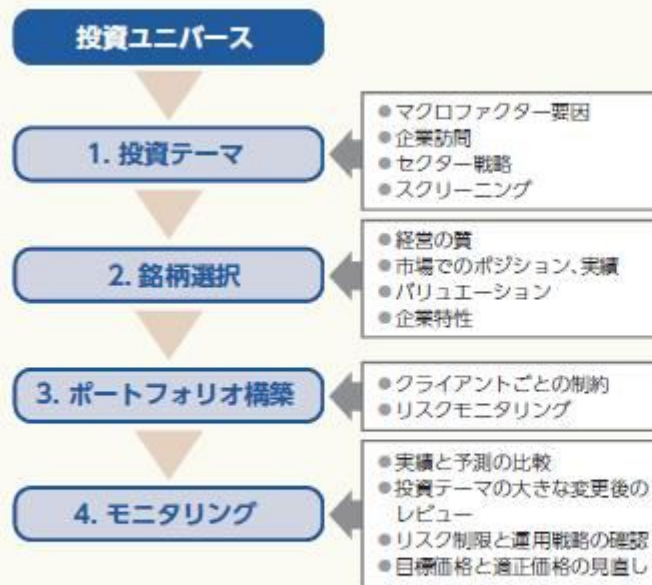 投資ユニバース
1. 投資テーマ
●マクロファクター要因
●企業訪問
●セクター戦略
●スクリーニング
2. 銘柄選択
●経営の質
●市場でのポジション、実績
●バリュエーション
●企業特性
3. ポートフォリオ構築
●クライアントごとの制約
●リスクモニタリング
4. モニタリング
●実績と予測の比較
●投資テーマの大きな変更後の
レビュー
●リスク制限と運用戦略の確認
●目標価格と適正価格の見直し